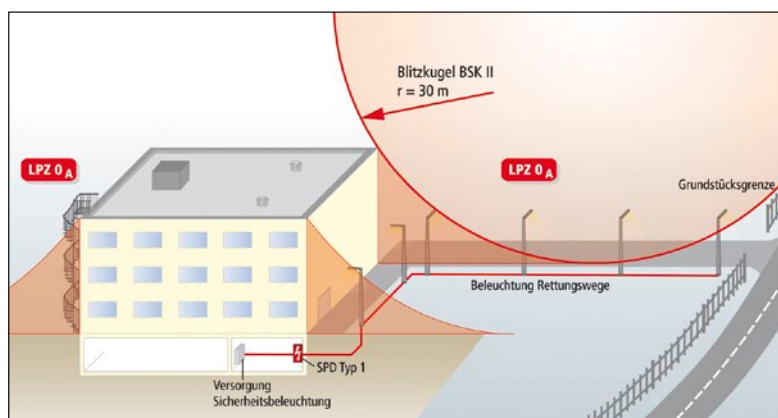 Blitzkugel BSK II
r = 30 m
LPZ 0A
LPZ 0A
Grundstücksgrenze
Beleuchtung Rettungswege
SPD Typ 1
Versorgung
Sicherheitsbeleuchtung